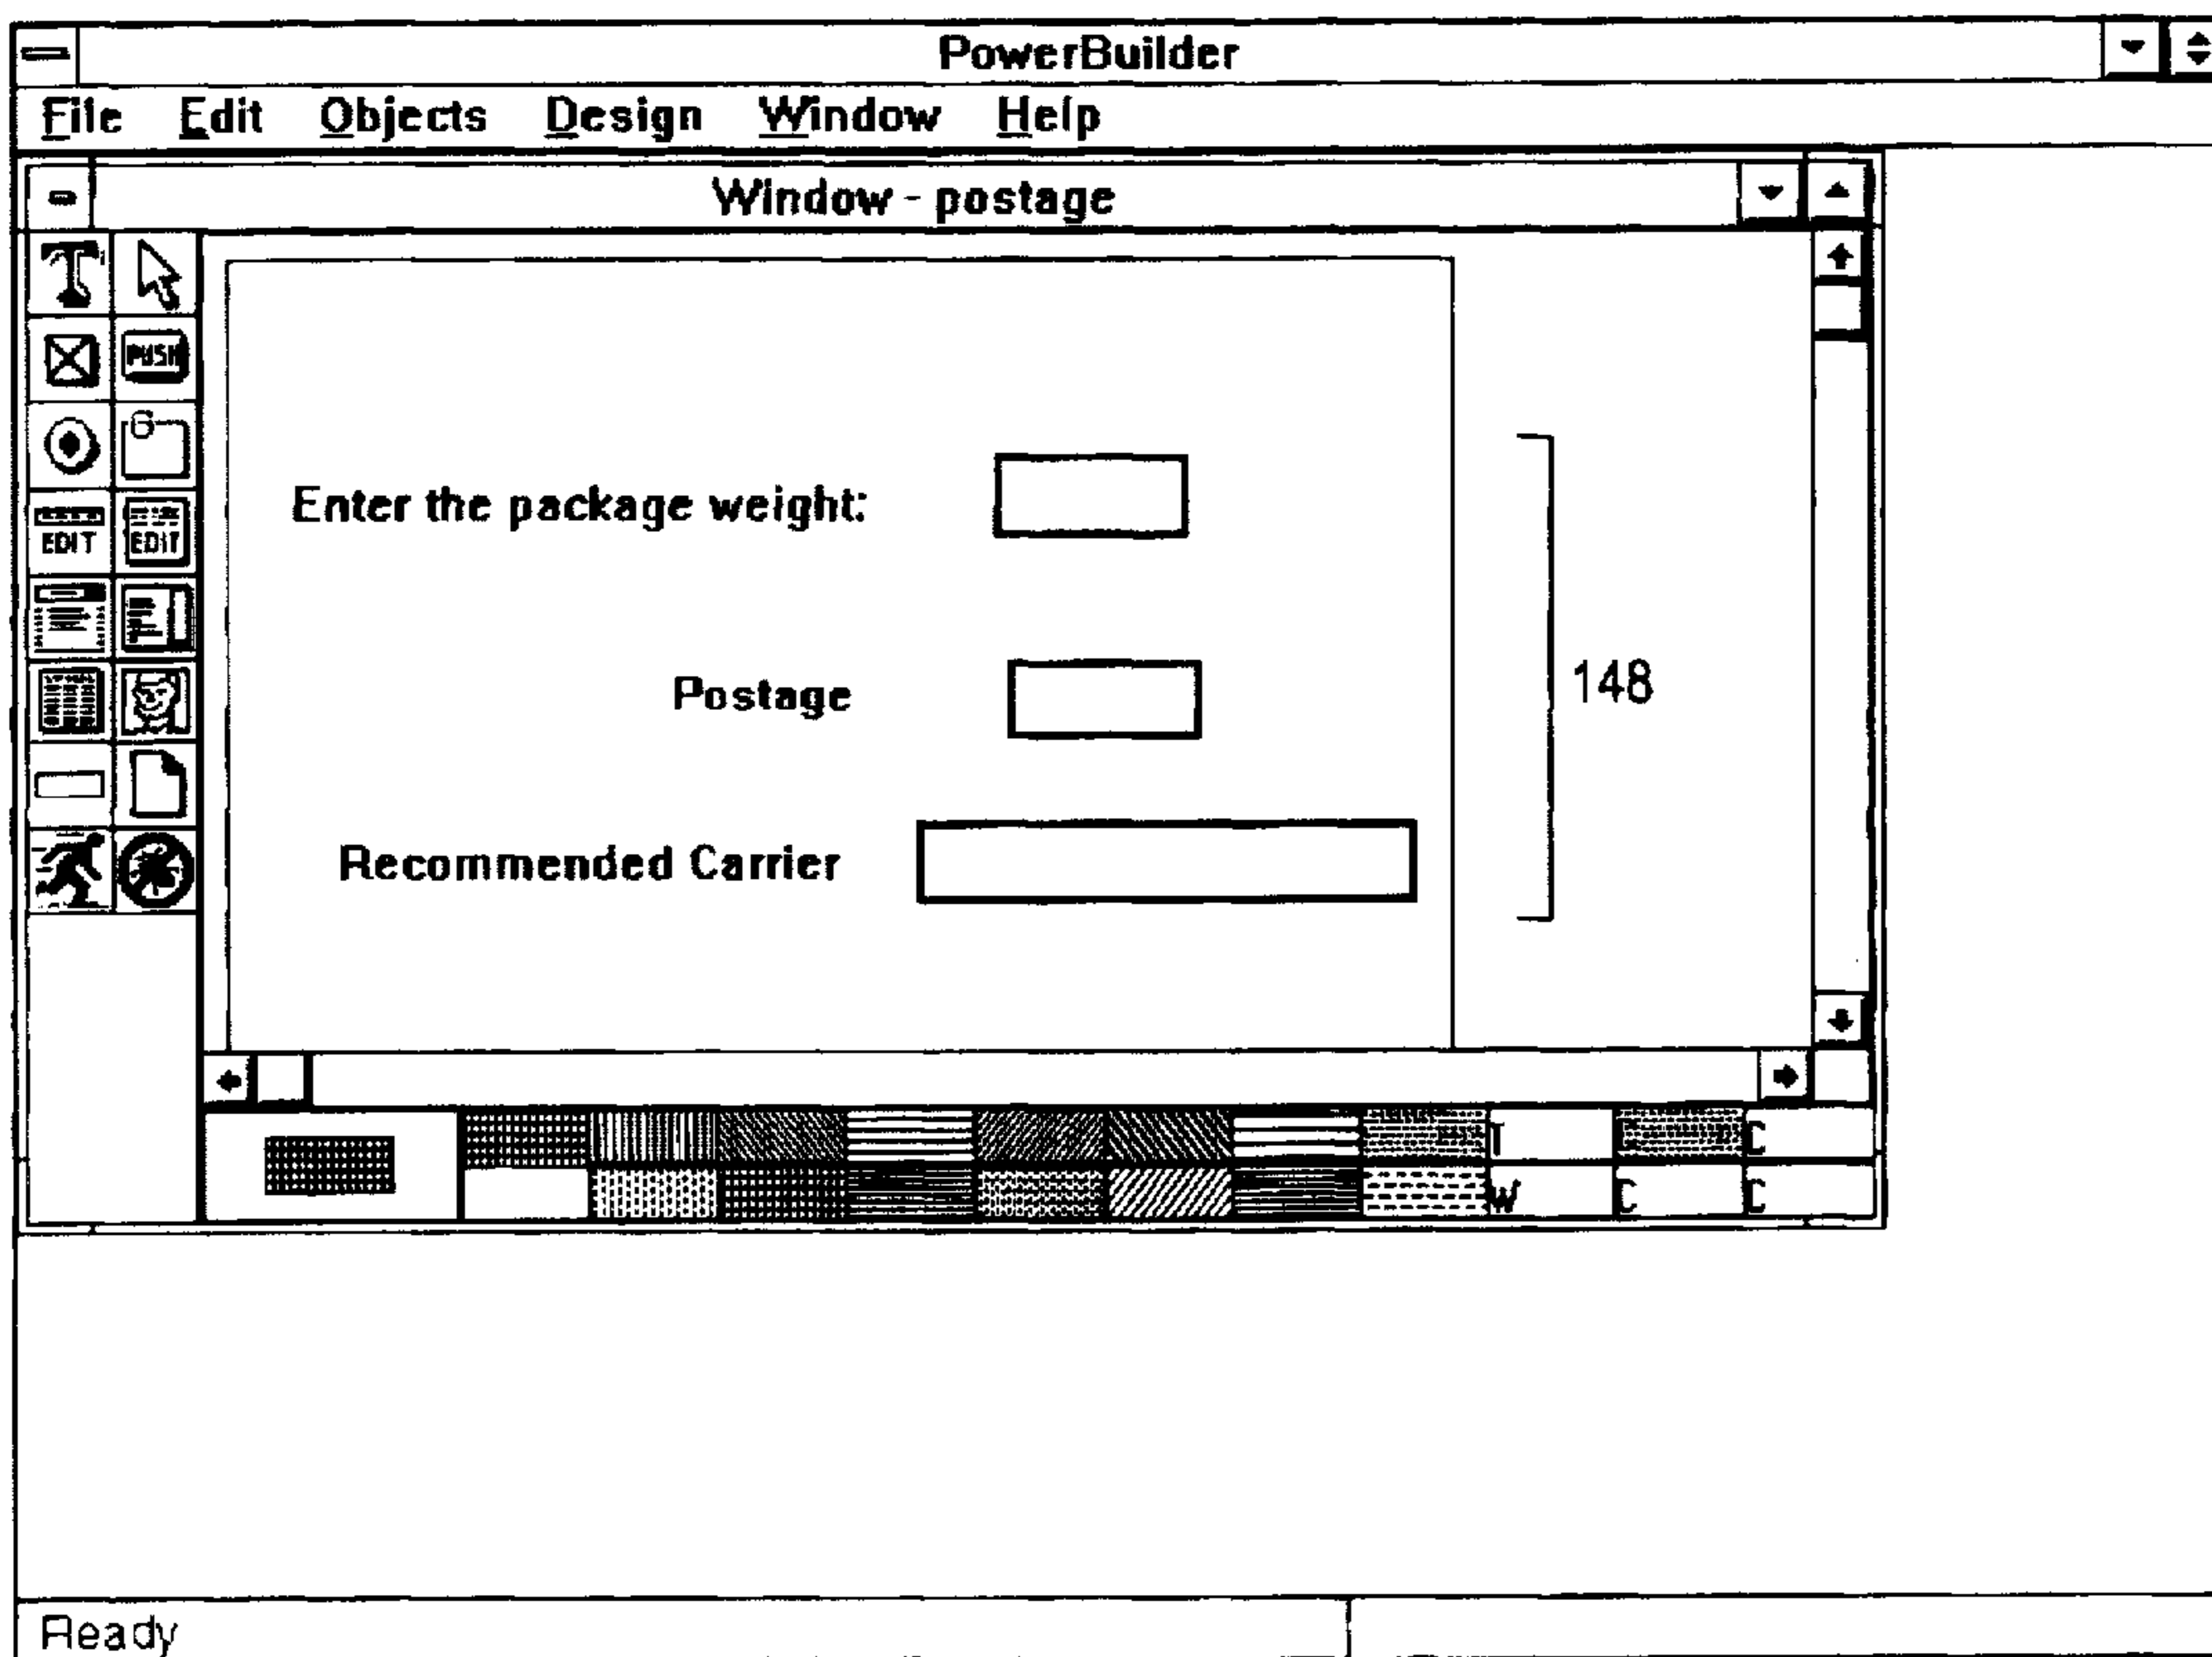 PowerBuilder
File Edit Objects Design Window Help
Window - postage
T
PUSH
G
Enter the package weight:
EDIT EDIT
148
Postage
Recommended Carrier
T C
W C C
Ready